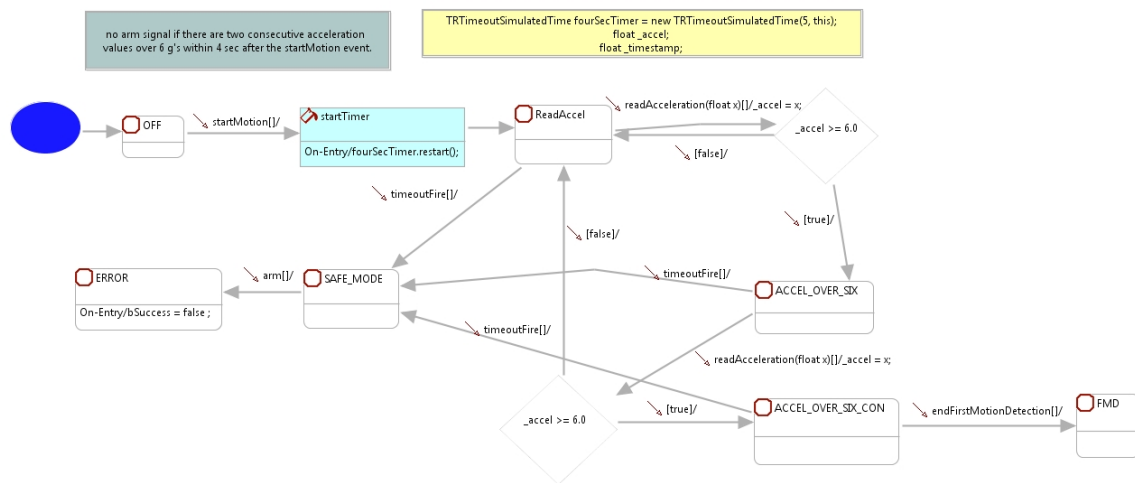 no arm signal if there are two consecutive acceleration
values over 6 g's within 4 sec after the startMotion event.
TRTimeoutSimulatedTime fourSecTimer = new TRTimeoutSimulatedTime(5, this);
float _accel;
float _timestamp;
OFF
startMotion[]/
startTimer
On-Entry/fourSecTimer.restart();
ReadAccel
readAcceleration(float x)[]/_accel = x;
_accel >= 6.0
[false]/
timeoutFire[]/
[true]/
[false]/
ERROR
On-Entry/bSuccess = false ;
arm[]/
SAFE_MODE
timeoutFire[]/
ACCEL_OVER_SIX
timeoutFire[]/
readAcceleration(float x)[]/_accel = x;
_accel >= 6.0
[true]/
ACCEL_OVER_SIX_CON
endFirstMotionDetection[]/
FMD